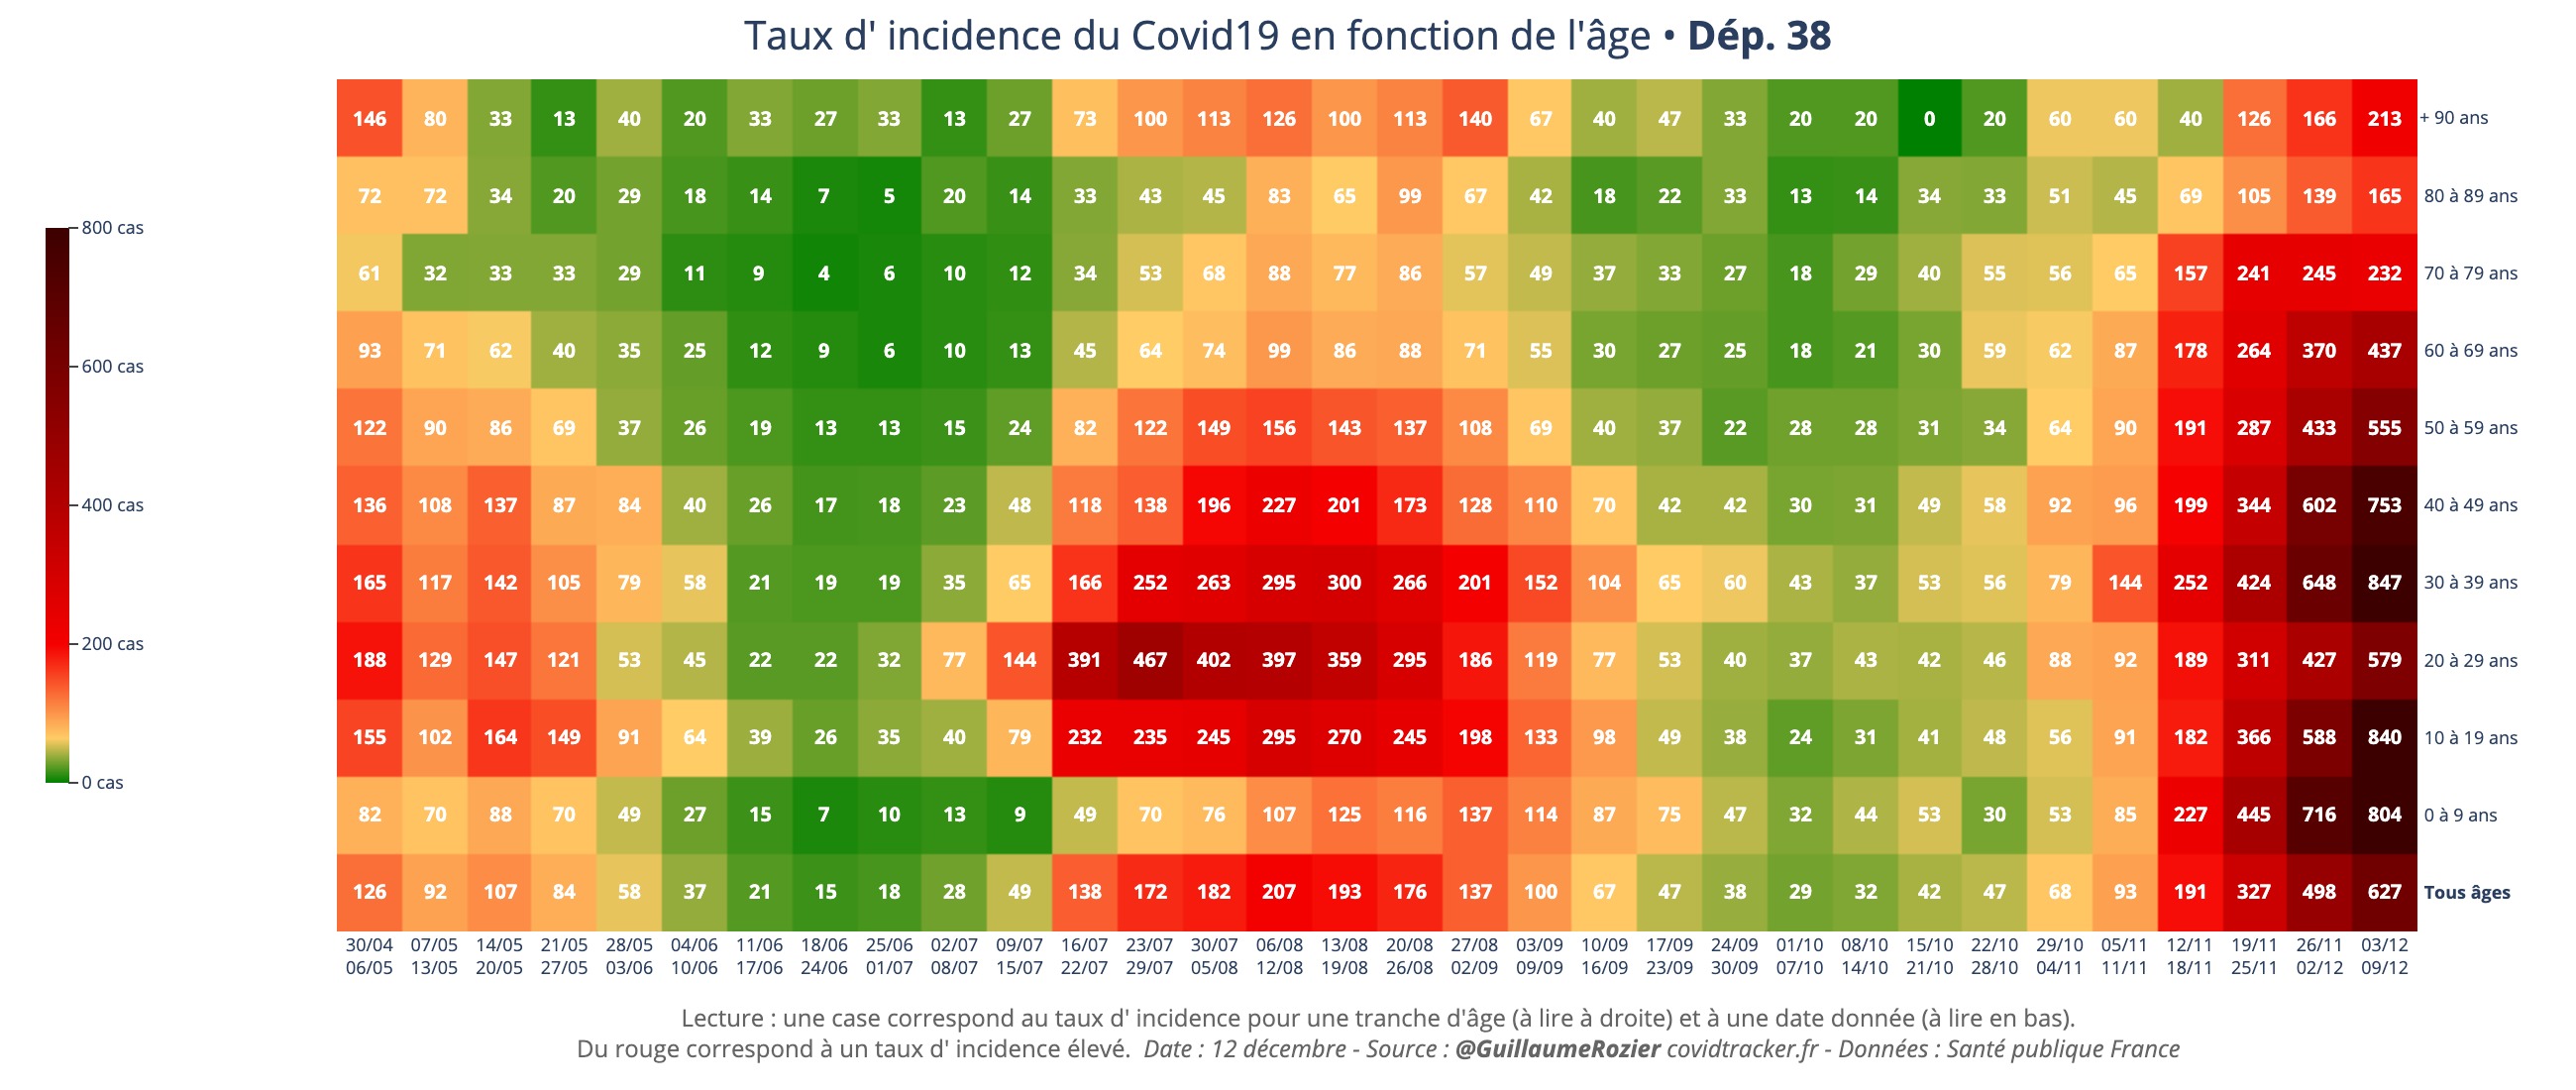 Taux d' incidence du Covid19 en fonction de l'âge • Dép. 38
800 cas
600 cas
400 cas
200 cas
0 cas
146 80 33 13 40 20 33 27 33 13 27 73 100 113 126 100 113 140 67 40 47 33 20 20 0 20 60 60 40 126 166 213 + 90 ans
72 72 34 20 29 18 14 7 5 20 14 33 43 45 83 65 99 67 42 18 22 33 13 14 34 33 51 45 69 105 139 165 80 à 89 ans
61 32 33 33 29 11 9 4 6 10 12 34 53 68 88 77 86 57 49 37 33 27 18 29 40 55 56 65 157 241 245 232 70 à 79 ans
93 71 62 40 35 25 12 9 6 10 13 45 64 74 99 86 88 71 55 30 27 25 18 21 30 59 62 87 178 264 370 437 60 à 69 ans
122 90 86 69 37 26 19 13 13 15 24 82 122 149 156 143 137 108 69 40 37 22 28 28 31 34 64 90 191 287 433 555 50 à 59 ans
136 108 137 87 84 40 26 17 18 23 48 118 138 196 227 201 173 128 110 70 42 42 30 31 49 58 92 96 199 344 602 753 40 à 49 ans
165 117 142 105 79 58 21 19 19 35 65 166 252 263 295 300 266 201 152 104 65 60 43 37 53 56 79 144 252 424 648 847 30 à 39 ans
188 129 147 121 53 45 22 22 32 77 144 391 467 402 397 359 295 186 119 77 53 40 37 43 42 46 88 92 189 311 427 579 20 à 29 ans
155 102 164 149 91 64 39 26 35 40 79 232 235 245 295 270 245 198 133 98 49 38 24 31 41 48 56 91 182 366 588 840 10 à 19 ans
82 70 88 70 49 27 15 7 10 13 9 49 70 76 107 125 116 137 114 87 75 47 32 44 53 30 53 85 227 445 716 804 0 à 9 ans
126 92 107 84 58 37 21 15 18 28 49 138 172 182 207 193 176 137 100 67 47 38 29 32 42 47 68 93 191 327 498 627 Tous âges
30/04 07/05 14/05 21/05 28/05 04/06 11/06 18/06 25/06 02/07 09/07 16/07 23/07 30/07 06/08 13/08 20/08 27/08 03/09 10/09 17/09 24/09 01/10 08/10 15/10 22/10 29/10 05/11 12/11 19/11 26/11 03/12
06/05 13/05 20/05 27/05 03/06 10/06 17/06 24/06 01/07 08/07 15/07 22/07 29/07 05/08 12/08 19/08 26/08 02/09 09/09 16/09 23/09 30/09 07/10 14/10 21/10 28/10 04/11 11/11 18/11 25/11 02/12 09/12
Lecture : une case correspond au taux d' incidence pour une tranche d'âge (à lire à droite) et à une date donnée (à lire en bas).
Du rouge correspond à un taux d' incidence élevé. Date : 12 décembre - Source : @GuillaumeRozier covidtracker.fr - Données : Santé publique France